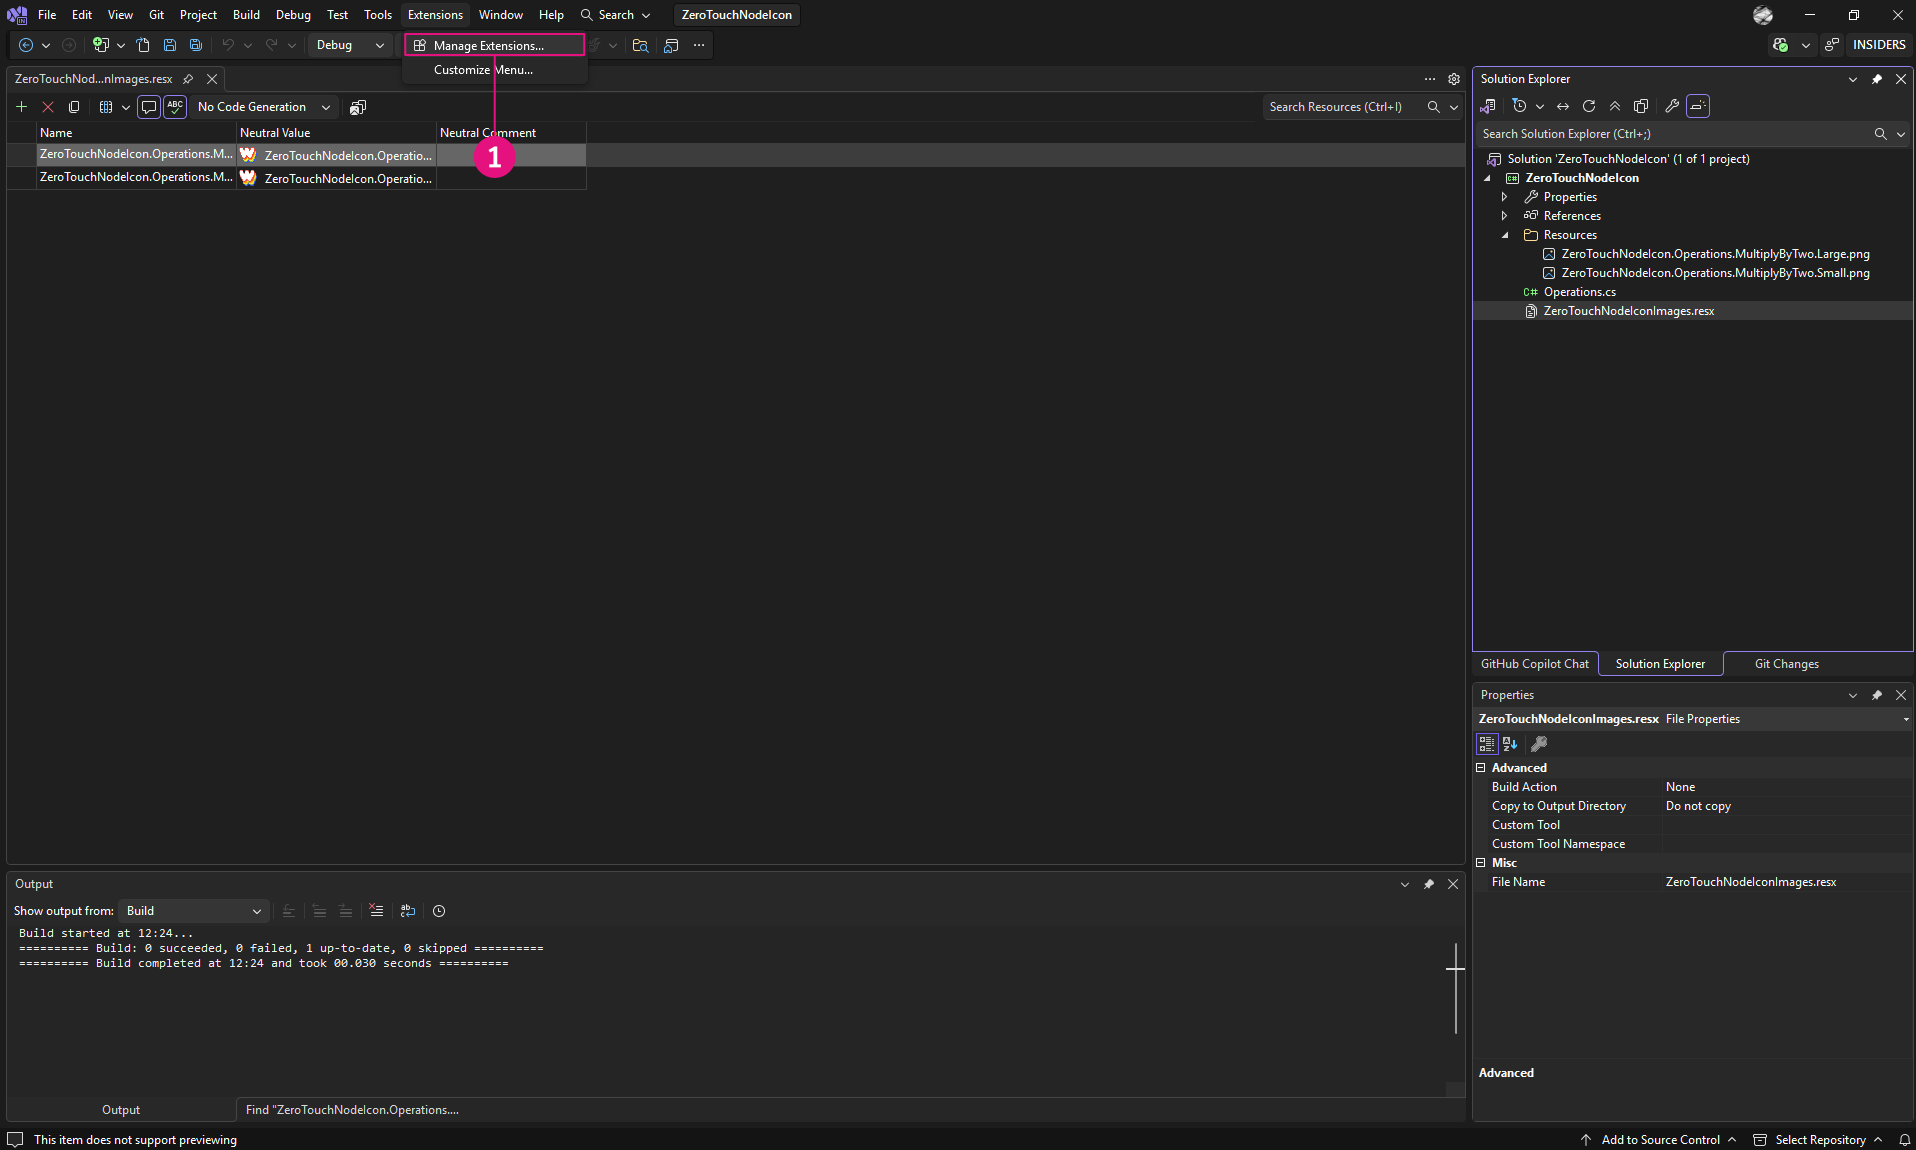 File Edit View Git Project Build Debug Test Tools Extensions Window Help Search ZeroTouchNodeIcon
Debug
Manage Extensions...
INSIDERS
Customize Menu...
ZeroTouchNod...nImages.resx
ABC No Code Generation
Search Resources (Ctrl+I)
Name Neutral Value Neutral Comment
ZeroTouchNodeIcon.Operations.M... ZeroTouchNodeIcon.Operatio...
1
ZeroTouchNodeIcon.Operations.M... ZeroTouchNodeIcon.Operatio...
Solution Explorer
Search Solution Explorer (Ctrl+;)
Solution 'ZeroTouchNodeIcon' (1 of 1 project)
C# ZeroTouchNodeIcon
Properties
References
Resources
ZeroTouchNodeIcon.Operations.MultiplyByTwo.Large.png
ZeroTouchNodeIcon.Operations.MultiplyByTwo.Small.png
C# Operations.cs
ZeroTouchNodeIconImages.resx
GitHub Copilot Chat Solution Explorer Git Changes
Properties
ZeroTouchNodeIconImages.resx File Properties
Advanced
Build Action None
Copy to Output Directory Do not copy
Custom Tool
Custom Tool Namespace
Misc
File Name ZeroTouchNodeIconImages.resx
Advanced
Output
Show output from: Build
Build started at 12:24...
========== Build: 0 succeeded, 0 failed, 1 up-to-date, 0 skipped ==========
========== Build completed at 12:24 and took 00.030 seconds ==========
Output Find "ZeroTouchNodeIcon.Operations....
This item does not support previewing
Add to Source Control Select Repository